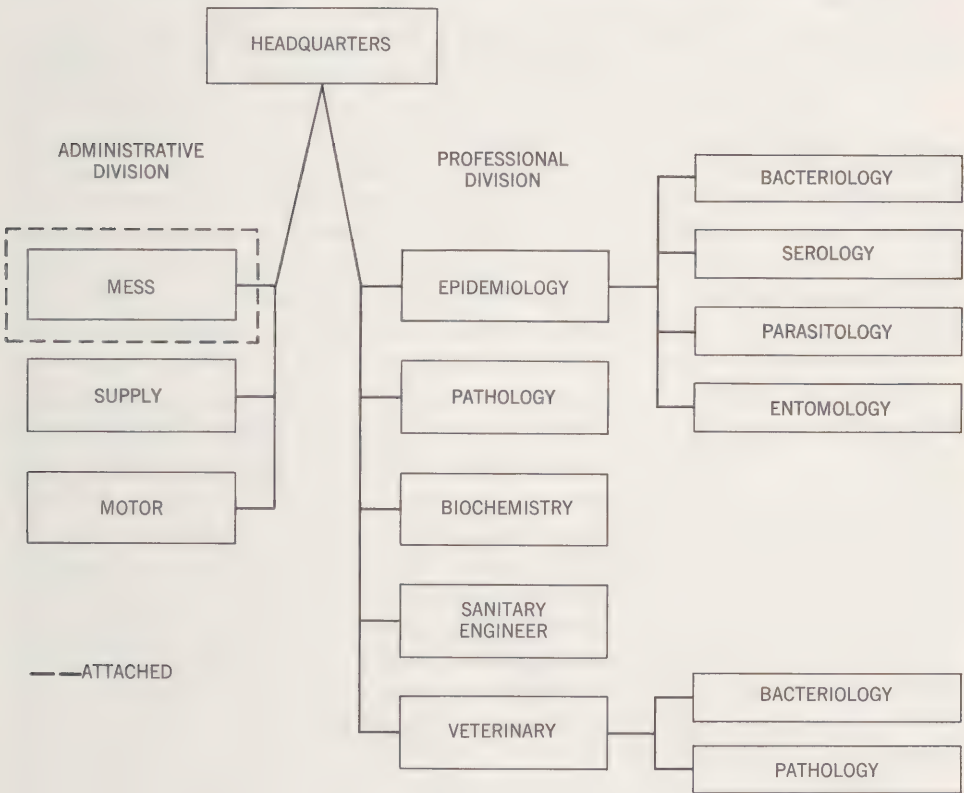 HEADQUARTERS
ADMINISTRATIVE
DIVISION
MESS
SUPPLY
MOTOR
ATTACHED
PROFESSIONAL
DIVISION
EPIDEMIOLOGY
PATHOLOGY
BIOCHEMISTRY
SANITARY
ENGINEER
VETERINARY
BACTERIOLOGY
SEROLOGY
PARASITOLOGY
ENTOMOLOGY
BACTERIOLOGY
PATHOLOGY